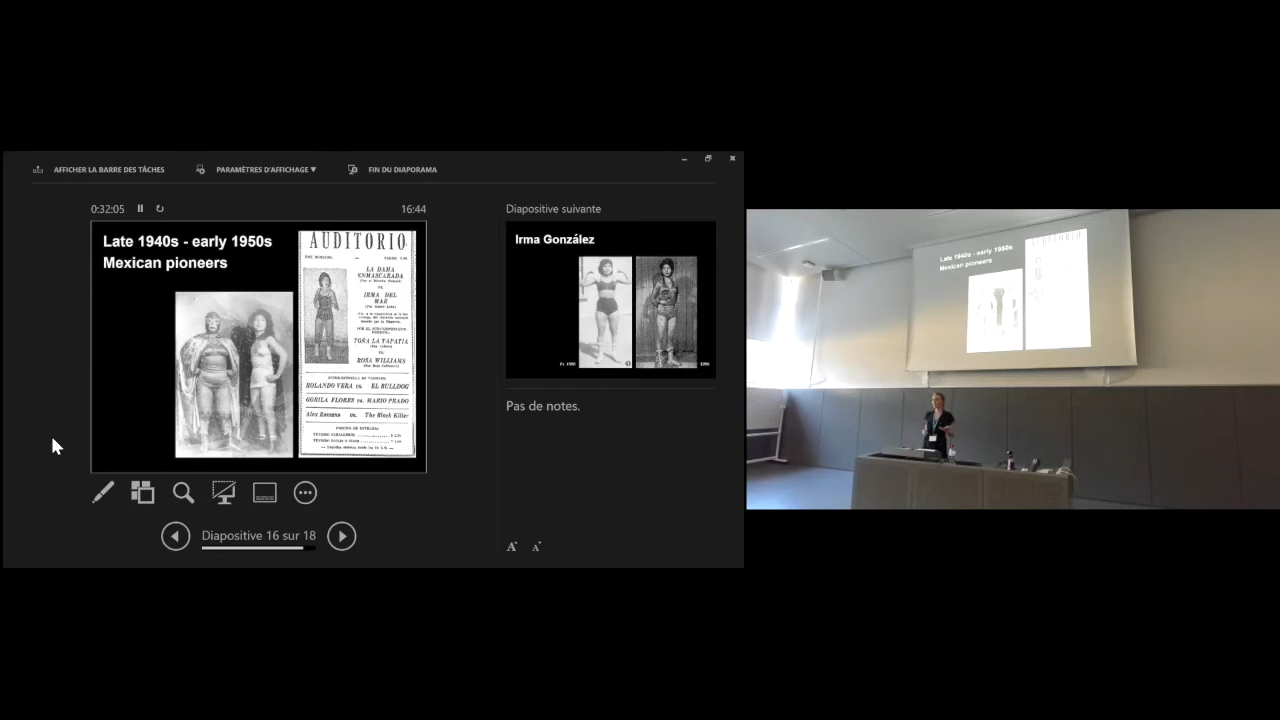 AFFICHER LA BARRE DES TÂCHES
PARAMÈTRES D'AFFICHAGE ▼
FIN DU DIAPORAMA
0:32:05
16:44
Late 1940s - early 1950s
Mexican pioneers
AUDITORIO
LA DAMA
ENMASCARADA
VS.
IRMA DEL
MAR
TOÑA LA TAPATIA
VS.
ROSA WILLIAMS
ROLANDO VERA vs. EL BULLDOG
GORILA FLORES vs. MARIO PRADO
Alex Romano vs. The Black Killer
Diapositive 16 sur 18
Diapositive suivante
Irma González
Pas de notes.
A
A
Late 1940s - early 1950s
Mexican pioneers
AUDITORIO